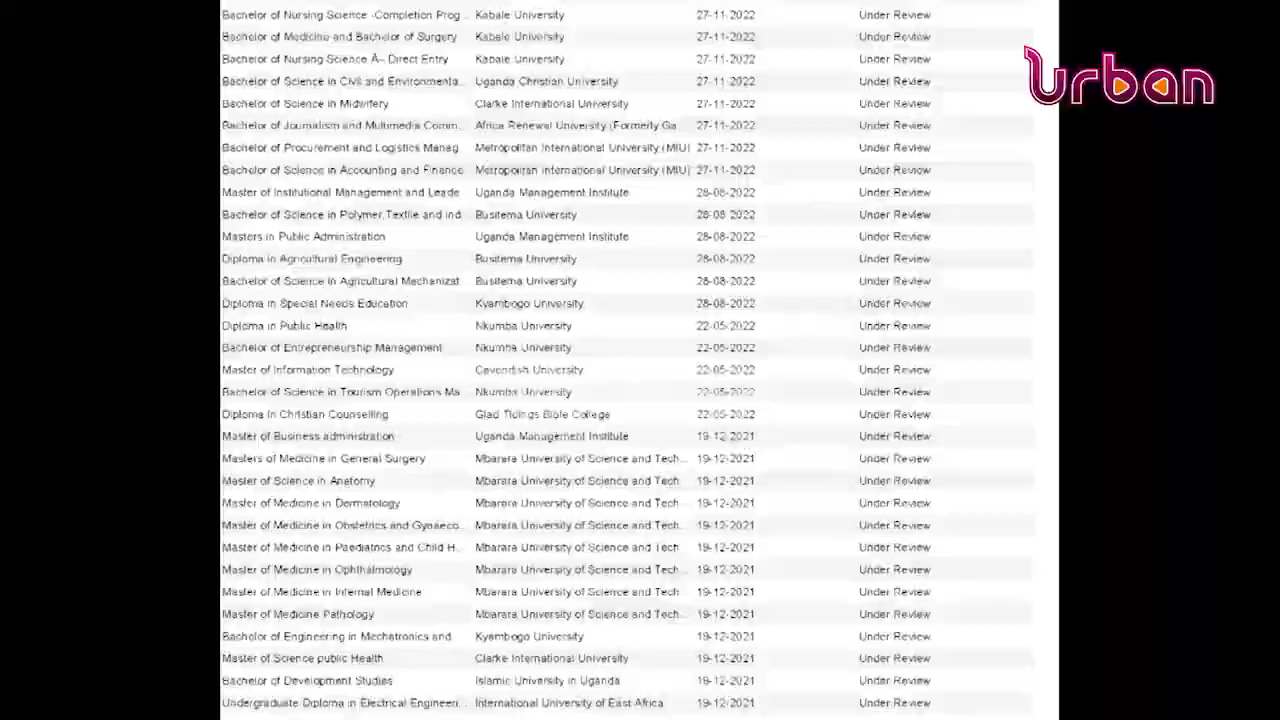 Bachelor of Nursing Science -Completion Prog... Kabale University 27-11-2022 Under Review
Bachelor of Medicine and Bachelor of Surgery Kabale University 27-11-2022 Under Review
Urban
Bachelor of Nursing Science Â– Direct Entry Kabale University 27-11-2022 Under Review
Bachelor of Science in Civil and Environmenta... Uganda Christian University 27-11-2022 Under Review
Bachelor of Science in Midwifery Clarke International University 27-11-2022 Under Review
Bachelor of Journalism and Multimedia Comm... Africa Renewal University (Formerly Ga... 27-11-2022 Under Review
Bachelor of Procurement and Logistics Manag... Metropolitan International University (MIU) 27-11-2022 Under Review
Bachelor of Science in Accounting and Finance Metropolitan International University (MIU) 27-11-2022 Under Review
Master of Institutional Management and Leade... Uganda Management Institute 28-08-2022 Under Review
Bachelor of Science in Polymer,Textile and Ind... Busitema University 28-08-2022 Under Review
Masters in Public Administration Uganda Management Institute 28-08-2022 Under Review
Diploma in Agricultural Engineering Busitema University 28-08-2022 Under Review
Bachelor of Science in Agricultural Mechanizat... Busitema University 28-08-2022 Under Review
Diploma in Special Needs Education Kyambogo University 28-08-2022 Under Review
Diploma in Public Health Nkumba University 22-05-2022 Under Review
Bachelor of Entrepreneurship Management Nkumba University 22-05-2022 Under Review
Master of Information Technology Cavendish University 22-05-2022 Under Review
Bachelor of Science in Tourism Operations Ma... Nkumba University 22-05-2022 Under Review
Diploma in Christian Counselling Glad Tidings Bible College 22-05-2022 Under Review
Master of Business administration Uganda Management Institute 19-12-2021 Under Review
Masters of Medicine in General Surgery Mbarara University of Science and Tech... 19-12-2021 Under Review
Master of Science in Anatomy Mbarara University of Science and Tech... 19-12-2021 Under Review
Master of Medicine in Dermatology Mbarara University of Science and Tech... 19-12-2021 Under Review
Master of Medicine in Obstetrics and Gynaeco... Mbarara University of Science and Tech... 19-12-2021 Under Review
Master of Medicine in Paediatrics and Child H... Mbarara University of Science and Tech... 19-12-2021 Under Review
Master of Medicine in Ophthalmology Mbarara University of Science and Tech... 19-12-2021 Under Review
Master of Medicine in Internal Medicine Mbarara University of Science and Tech... 19-12-2021 Under Review
Master of Medicine Pathology Mbarara University of Science and Tech... 19-12-2021 Under Review
Bachelor of Engineering in Mechatronics and ... Kyambogo University 19-12-2021 Under Review
Master of Science public Health Clarke International University 19-12-2021 Under Review
Bachelor of Development Studies Islamic University in Uganda 19-12-2021 Under Review
Undergraduate Diploma in Electrical Engineeri... International University of East Africa 19-12-2021 Under Review